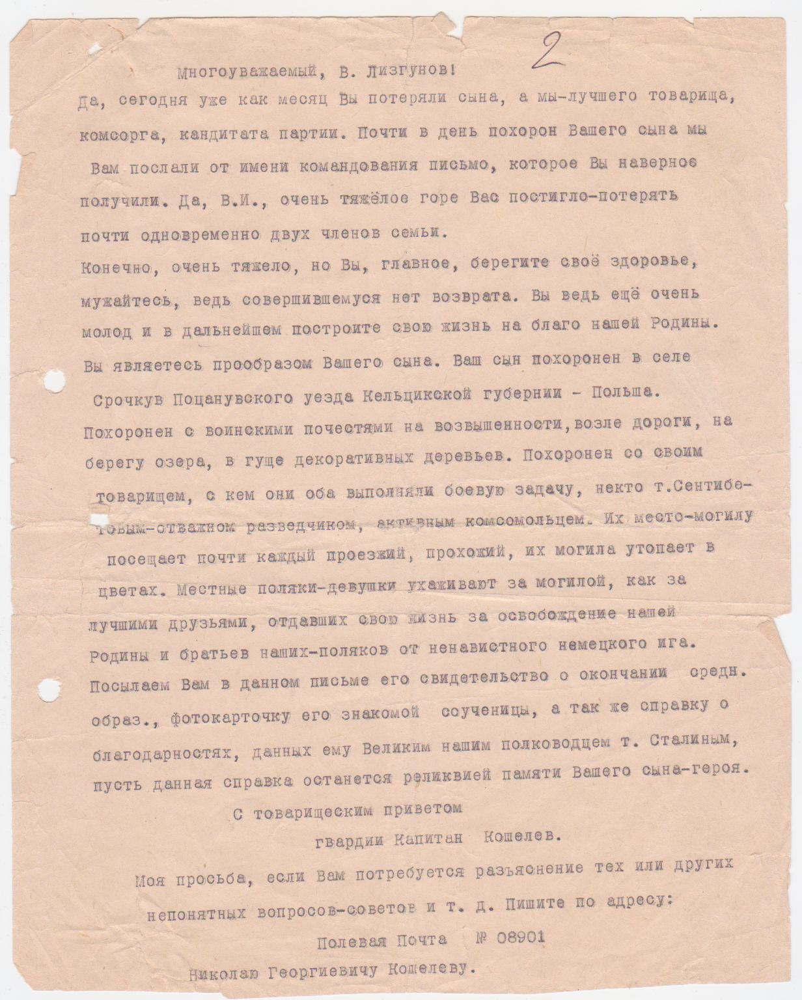 2
Многоуважаемый, В. Лизгунов!
Да, сегодня уже как месяц Вы потеряли сына, а мы-лучшего товарища,
комсорга, кандитата партии. Почти в день похорон Вашего сына мы
Вам послали от имени командования письмо, которое Вы наверное
получили. Да, В.И., очень тяжёлое горе Вас постигло-потерять
почти одновременно двух членов семьи.
Конечно, очень тяжело, но Вы, главное, берегите своё здоровье,
мужайтесь, ведь совершившемуся нет возврата. Вы ведь ещё очень
молод и в дальнейшем построите свою жизнь на благо нашей Родины.
Вы являетесь прообразом Вашего сына. Ваш сын похоронен в селе
Срочкув Поцанувского уезда Кельцикской губернии - Польша.
Похоронен с воинскими почестями на возвышенности,возле дороги, на
берегу озера, в гуще декоративных деревьев. Похоронен со своим
товарищем, с кем они оба выполняли боевую задачу, некто т.Сентибе-
товым-отважном разведчиком, активным комсомольцем. Их место-могилу
посещает почти каждый проезжий, прохожий, их могила утопает в
цветах. Местные поляки-девушки ухаживают за могилой, как за
лучшими друзьями, отдавших свою жизнь за освобождение нашей
Родины и братьев наших-поляков от ненавистного немецкого ига.
Посылаем Вам в данном письме его свидетельство о окончании средн.
образ., фотокарточку его знакомой соученицы, а так же справку о
благодарностях, данных ему Великим нашим полководцем т. Сталиным,
пусть данная справка останется реликвией памяти Вашего сына-героя.
С товарищеским приветом
гвардии Капитан Кошелев.
Моя просьба, если Вам потребуется разъяснение тех или других
непонятных вопросов-советов и т. д. Пишите по адресу:
Полевая Почта № 08901
Николаю Георгиевичу Кошелеву.